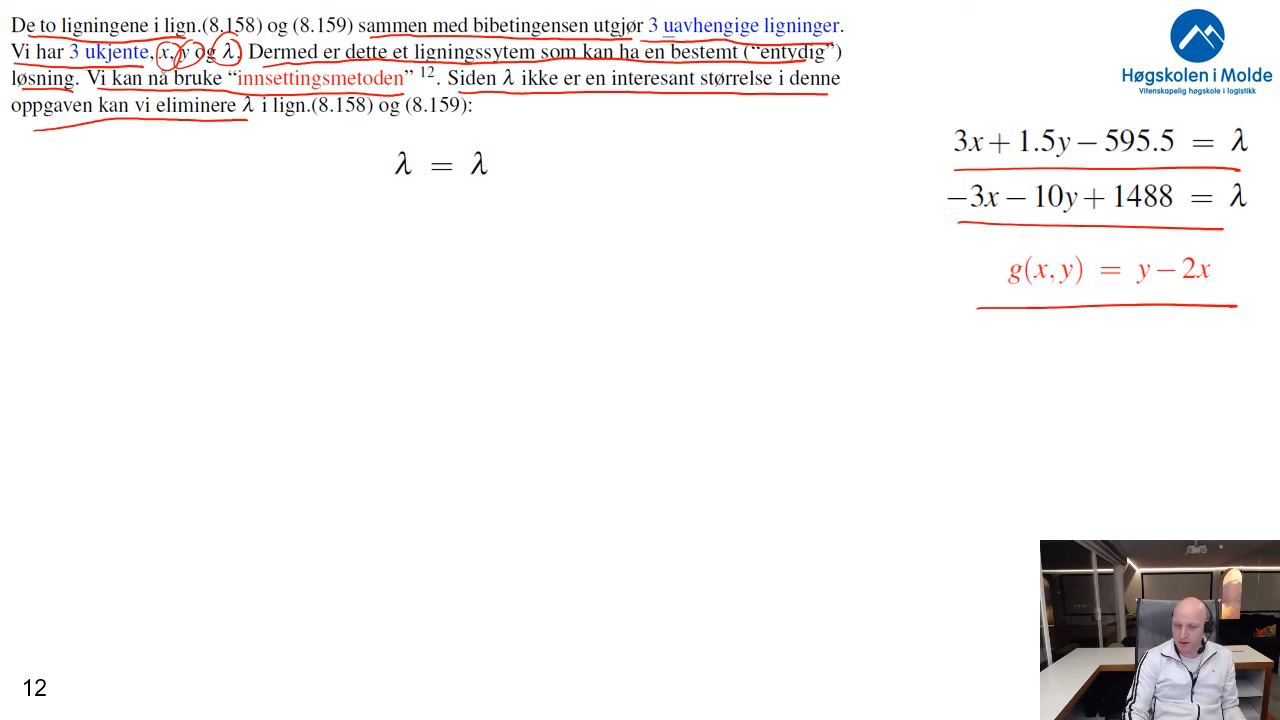 De to ligningene i lign.(8.158) og (8.159) sammen med bibetingensen utgjør 3 uavhengige ligninger.
Vi har 3 ukjente, x, y og λ. Dermed er dette et ligningssytem som kan ha en bestemt (“entydig”)
løsning. Vi kan nå bruke “innsettingsmetoden” ¹². Siden λ ikke er en interesant størrelse i denne
oppgaven kan vi eliminere λ i lign.(8.158) og (8.159):
Høgskolen i Molde
Vitenskapelig høgskole i logistikk
λ = λ
3x + 1.5y − 595.5 = λ
−3x − 10y + 1488 = λ
g(x, y) = y − 2x
12